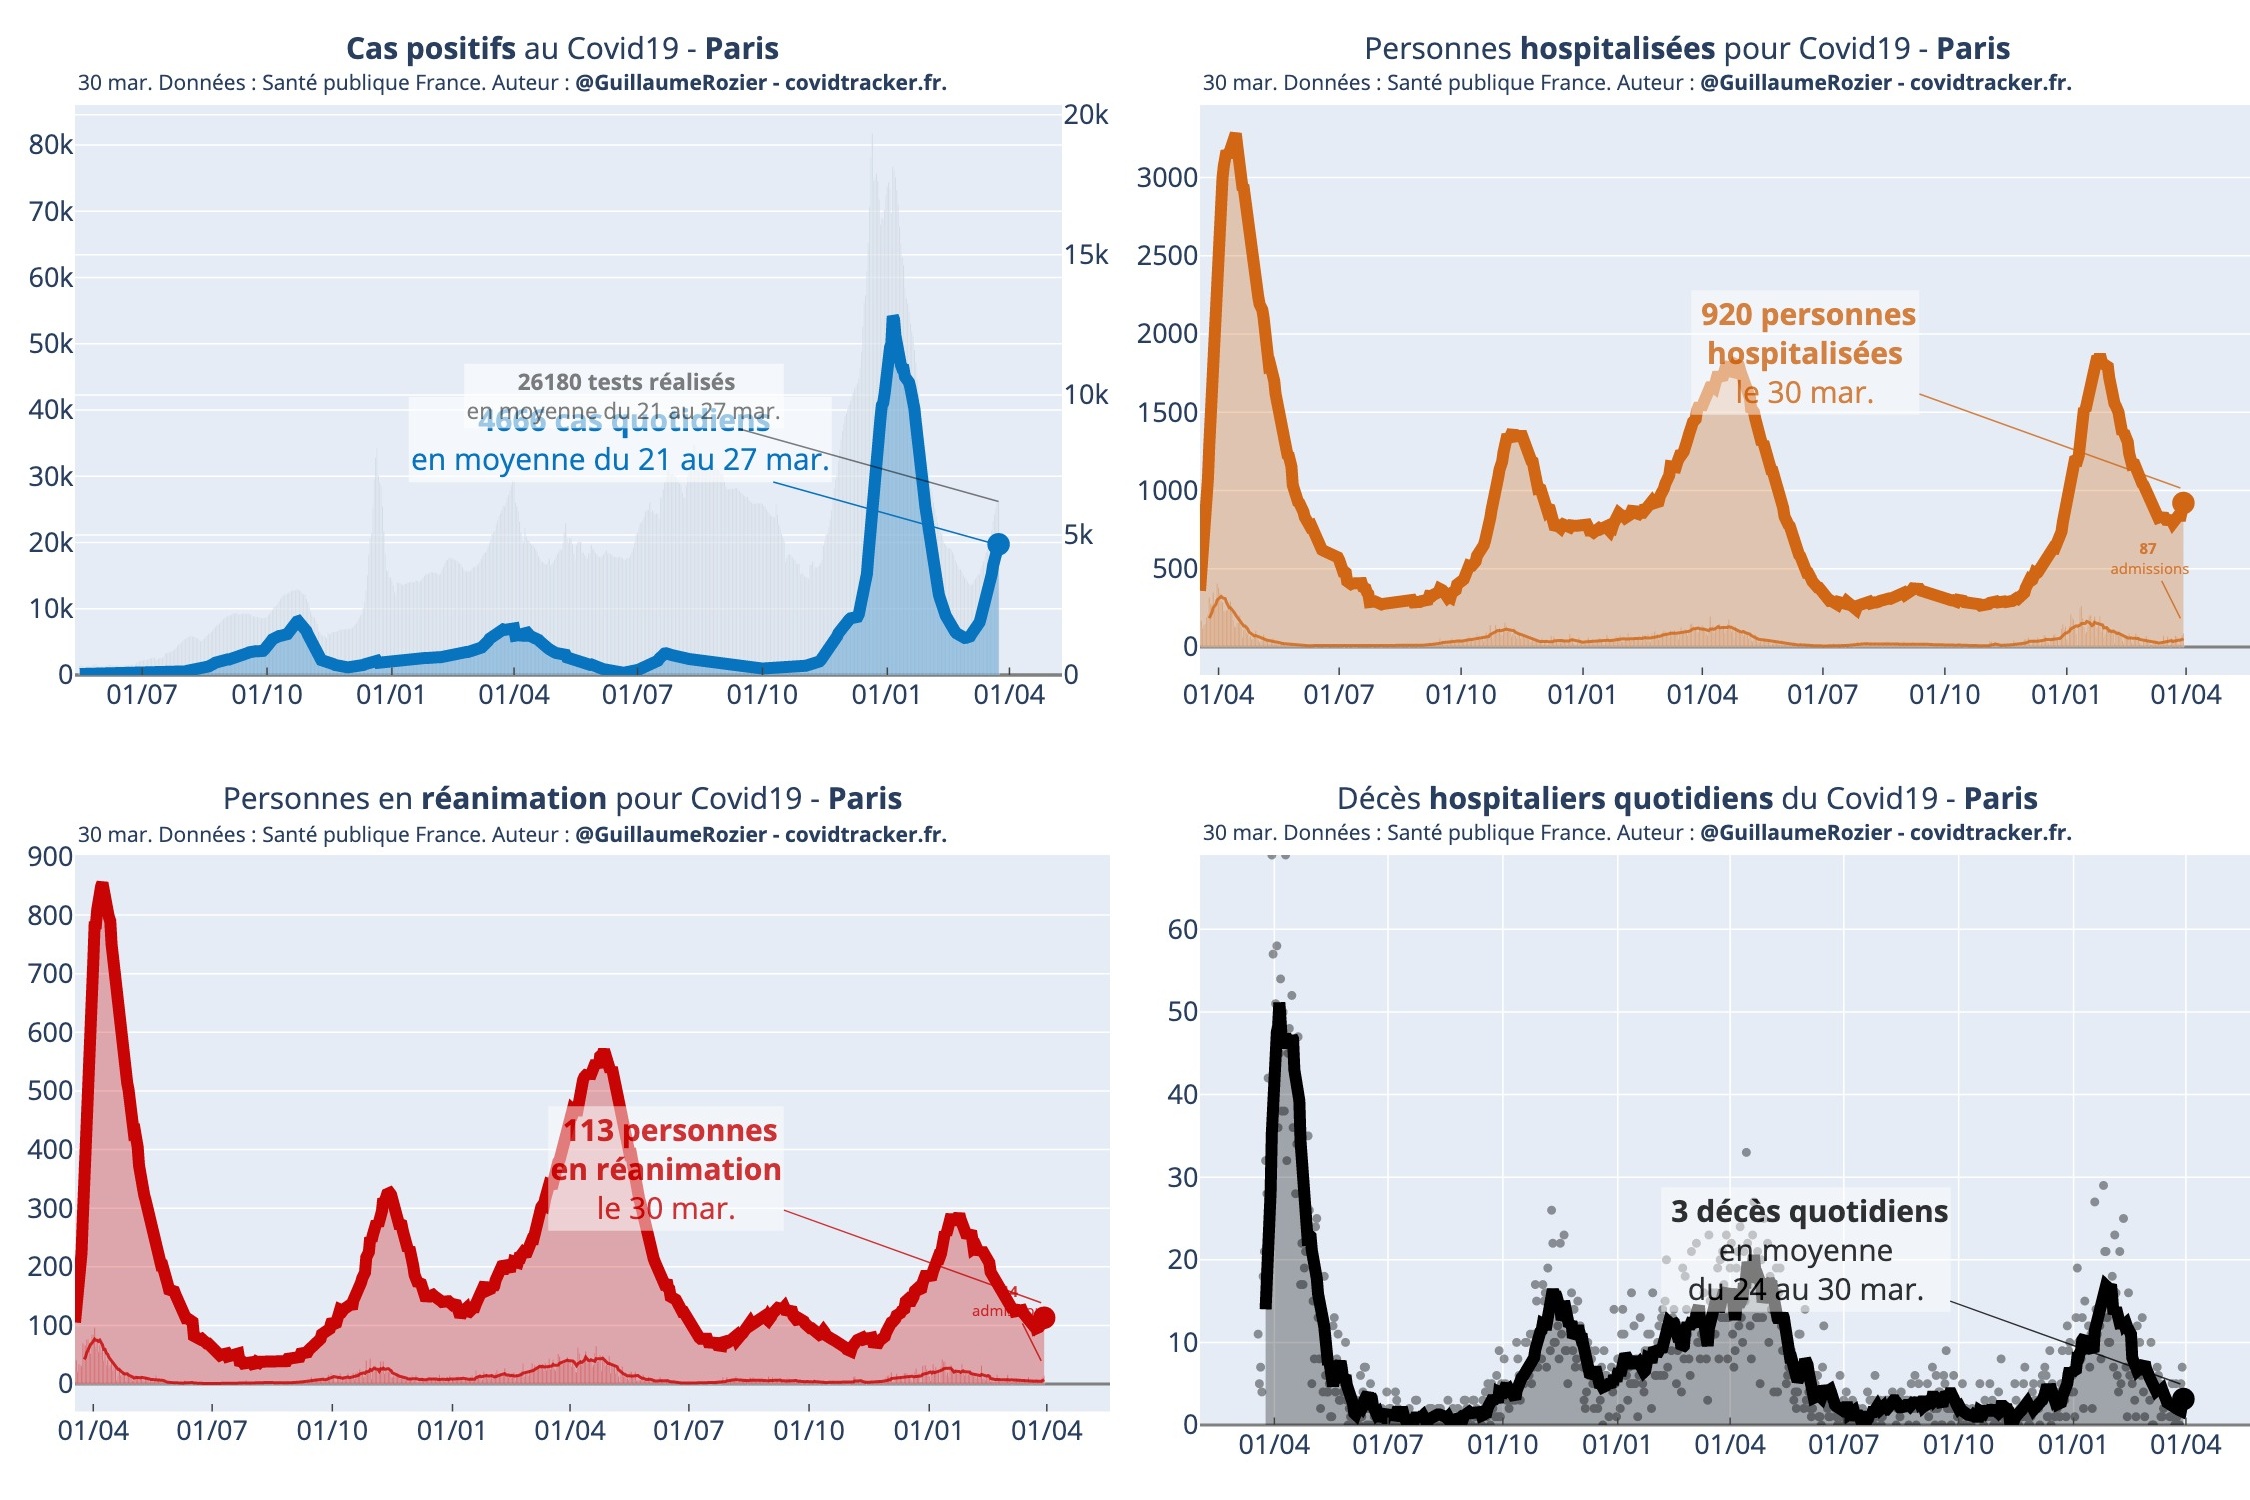 Cas positifs au Covid19 - Paris
30 mar. Données : Santé publique France. Auteur : @GuillaumeRozier - covidtracker.fr.
80k
70k
60k
50k
40k
30k
20k
10k
0
20k
15k
10k
5k
0
26180 tests réalisés
en moyenne du 21 au 27 mar.
4666 cas quotidiens
en moyenne du 21 au 27 mar.
01/07 01/10 01/01 01/04 01/07 01/10 01/01 01/04
Personnes hospitalisées pour Covid19 - Paris
30 mar. Données : Santé publique France. Auteur : @GuillaumeRozier - covidtracker.fr.
3000
2500
2000
1500
1000
500
0
920 personnes
hospitalisées
le 30 mar.
87
admissions
01/04 01/07 01/10 01/01 01/04 01/07 01/10 01/01 01/04
Personnes en réanimation pour Covid19 - Paris
30 mar. Données : Santé publique France. Auteur : @GuillaumeRozier - covidtracker.fr.
900
800
700
600
500
400
300
200
100
0
113 personnes
en réanimation
le 30 mar.
01/04 01/07 01/10 01/01 01/04 01/07 01/10 01/01 01/04
Décès hospitaliers quotidiens du Covid19 - Paris
30 mar. Données : Santé publique France. Auteur : @GuillaumeRozier - covidtracker.fr.
60
50
40
30
20
10
0
3 décès quotidiens
en moyenne
du 24 au 30 mar.
01/04 01/07 01/10 01/01 01/04 01/07 01/10 01/01 01/04